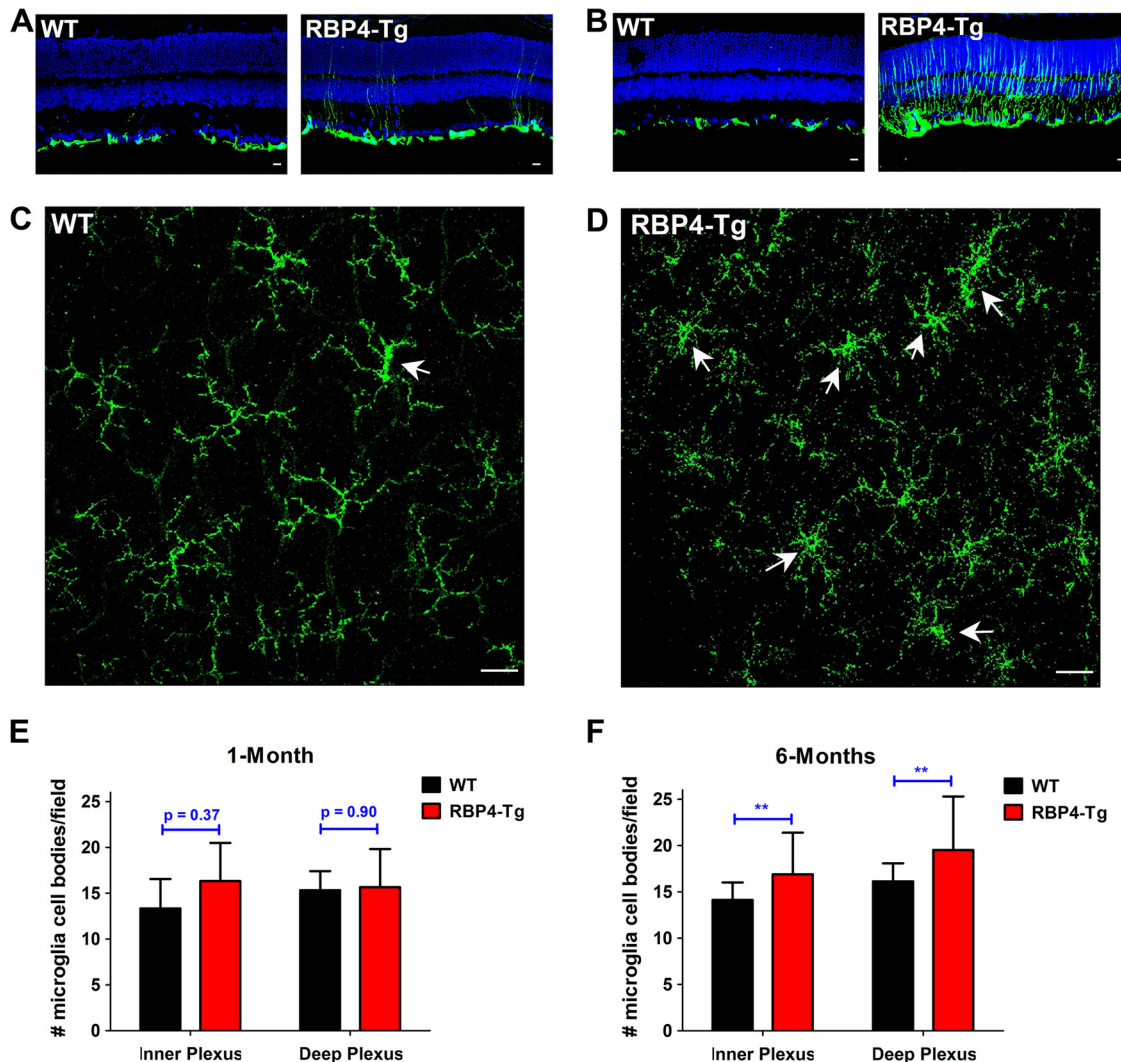 A
WT
RBP4-Tg
B
WT
RBP4-Tg
C
WT
D
RBP4-Tg
E
1-Month
# microglia cell bodies/field
25
20
15
10
5
0
p = 0.37
p = 0.90
WT
RBP4-Tg
Inner Plexus
Deep Plexus
F
6-Months
# microglia cell bodies/field
25
20
15
10
5
0
**
**
WT
RBP4-Tg
Inner Plexus
Deep Plexus